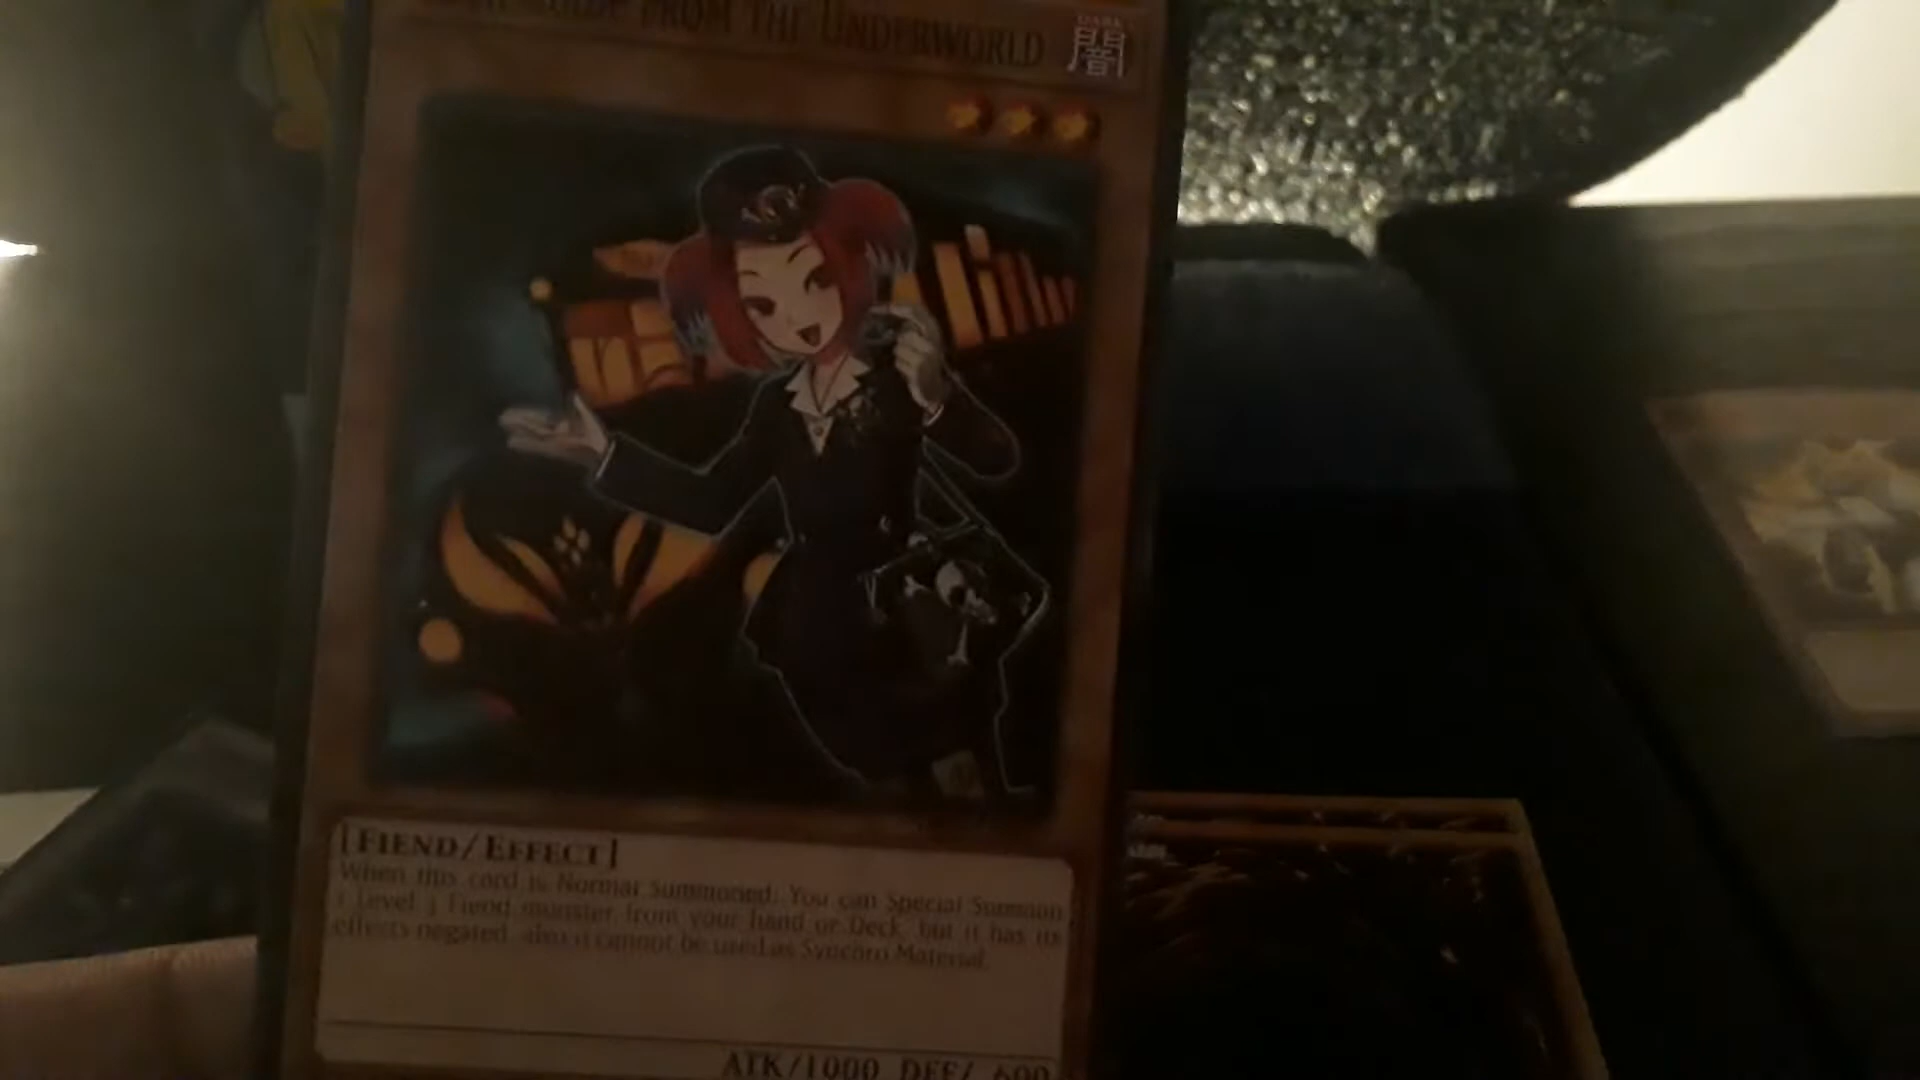 FROM THE UNDERWORLD
DARK
闇
[FIEND/EFFECT]
When this card is Normal Summoned: You can Special Summon
1 Level 3 Fiend monster from your hand or Deck, but it has its
effects negated, also it cannot be used as Synchro Material.
ATK/1000 DEF/ 600